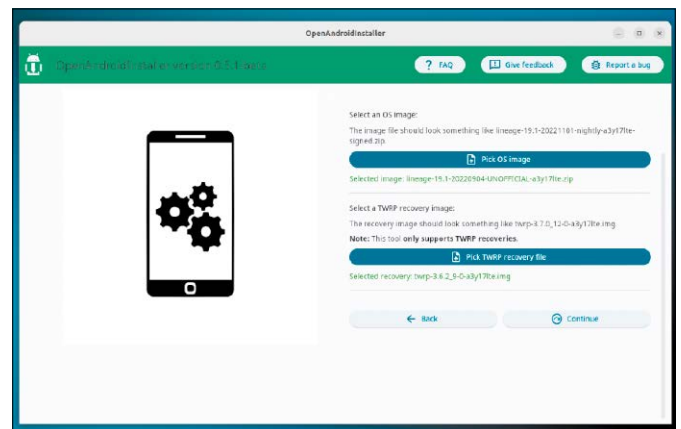 OpenAndroidInstaller
OpenAndroidInstaller version
? FAQ
Give feedback
Report a bug
Select an OS image:
The image file should look something like lineage-19.1-20221101-nightly-a3y17lte-
signed.zip
Pick OS image
Selected image: lineage-19.1-20220904-UNOFFICIAL-a3y17lte.zip
Select a TWRP recovery image:
The recovery image should look something like twrp-3.7.0_12-0-a3y17lte.img
Note: This tool only supports TWRP recoveries.
Pick TWRP recovery file
Selected recovery: twrp-3.6.2_9-0-a3y17lte.img
Back
Continue